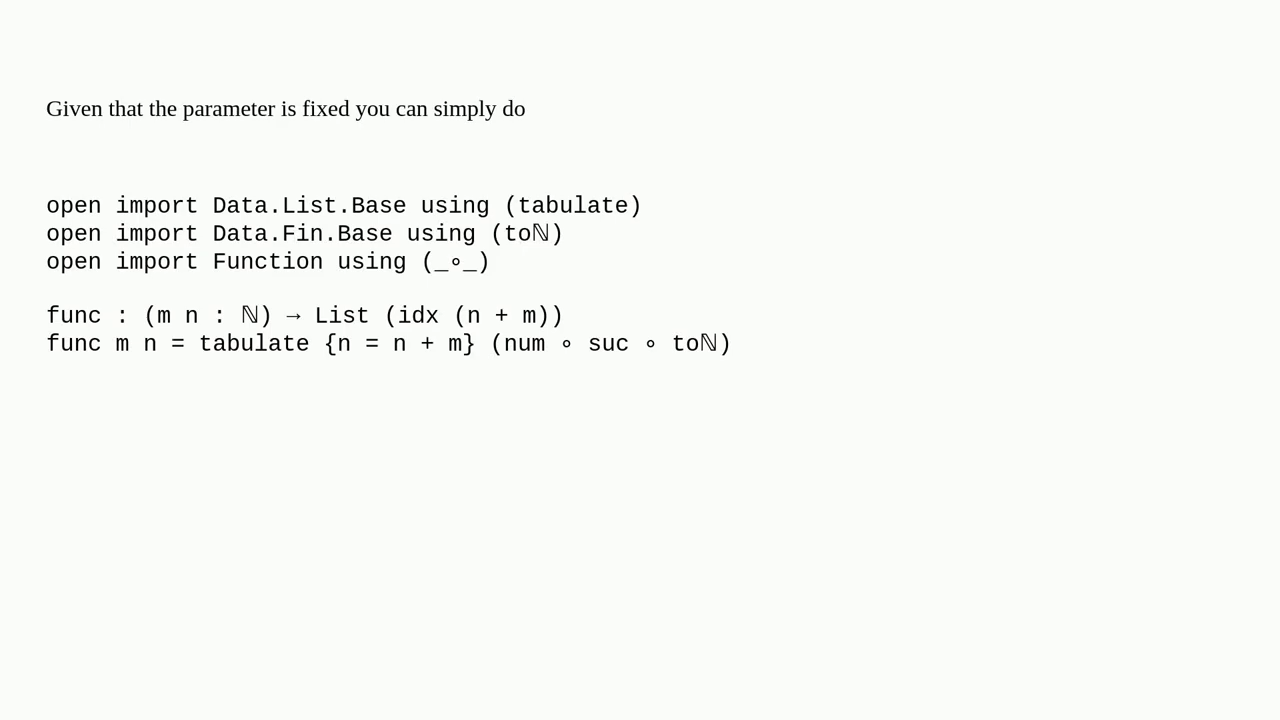 Given that the parameter is fixed you can simply do
open import Data.List.Base using (tabulate)
open import Data.Fin.Base using (toℕ)
open import Function using (_∘_)
func : (m n : ℕ) → List (idx (n + m))
func m n = tabulate {n = n + m} (num ∘ suc ∘ toℕ)